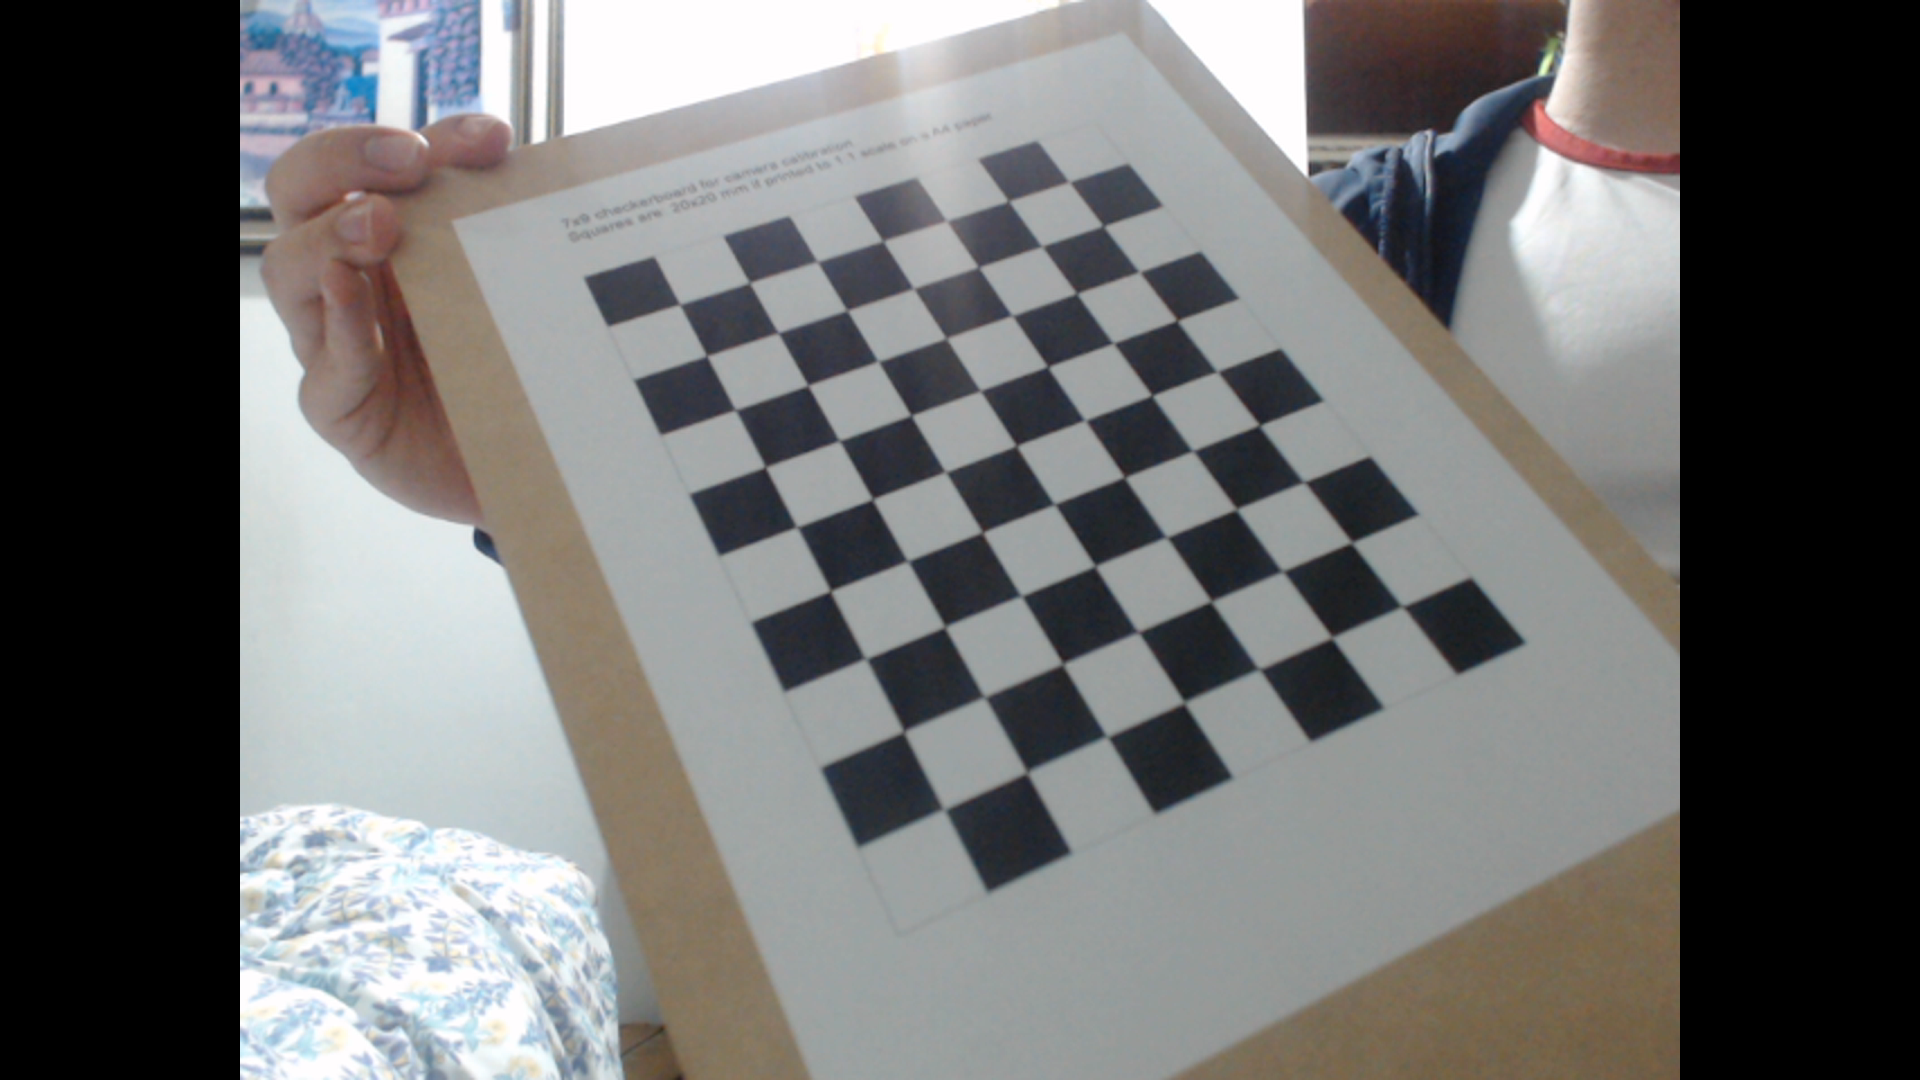 7x9 checkerboard for camera calibration.
Squares are: 20x20 mm if printed to 1:1 scale on a A4 paper.